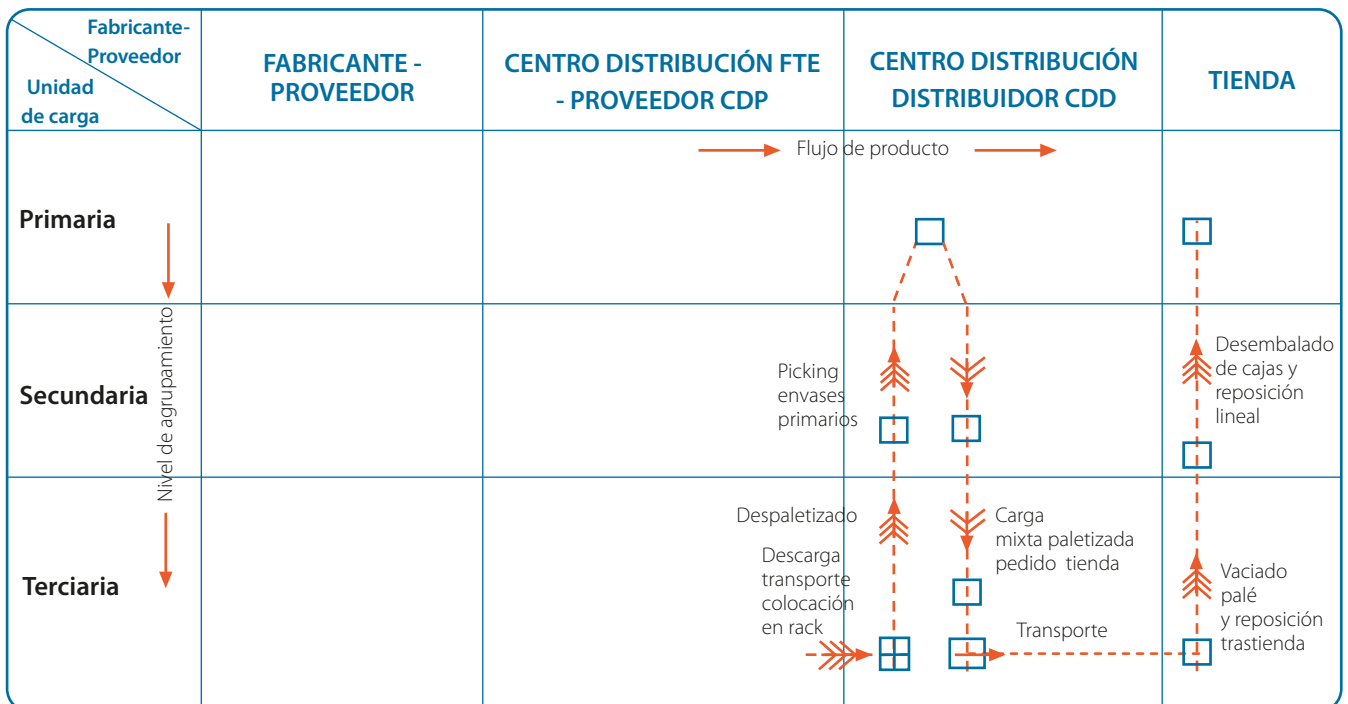 Fabricante-
Proveedor
Unidad
de carga
FABRICANTE -
PROVEEDOR
CENTRO DISTRIBUCIÓN FTE
- PROVEEDOR CDP
CENTRO DISTRIBUCIÓN
DISTRIBUIDOR CDD
TIENDA
Flujo de producto
Primaria
Nivel de agrupamiento
Secundaria
Picking
envases
primarios
Desembalado
de cajas y
reposición
lineal
Terciaria
Despaletizado
Descarga
transporte
colocación
en rack
Carga
mixta paletizada
pedido tienda
Transporte
Vaciado
palé
y reposición
trastienda